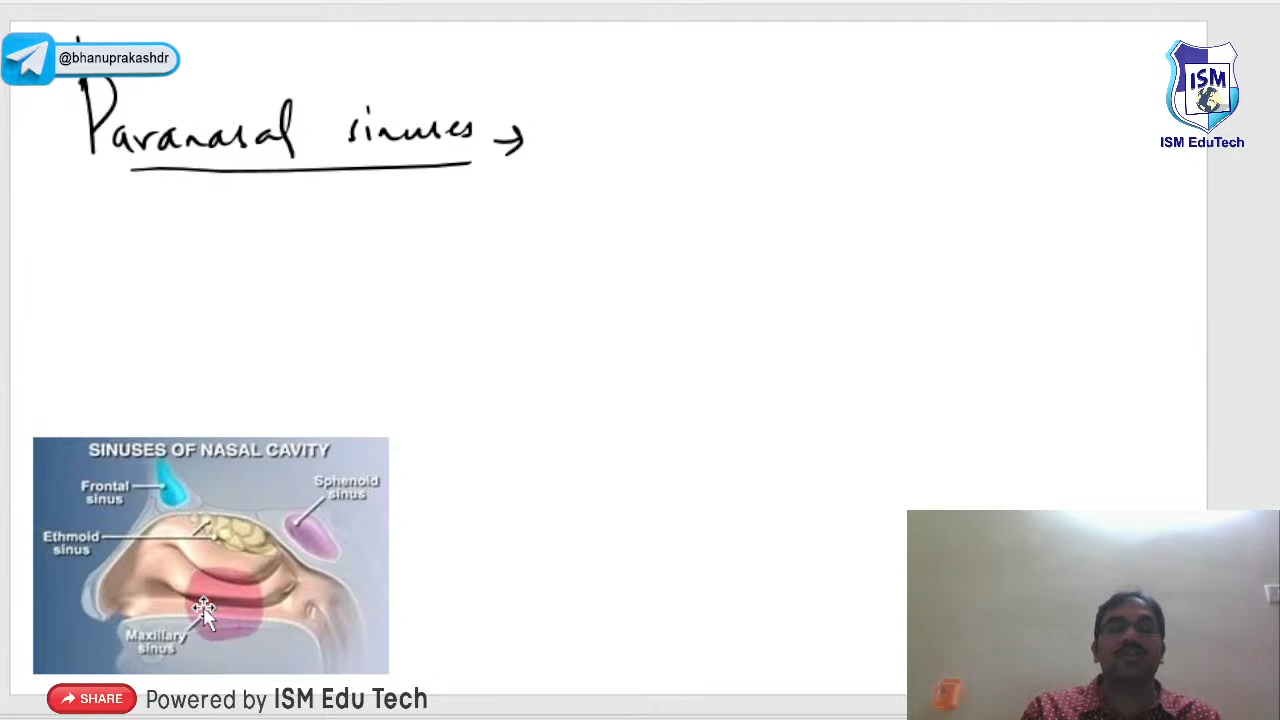 @bhanuprakashdr
ISM
ISM EduTech
Paranasal sinuses →
SINUSES OF NASAL CAVITY
Frontal
sinus
Sphenoid
sinus
Ethmoid
sinus
Maxillary
sinus
SHARE
Powered by ISM Edu Tech